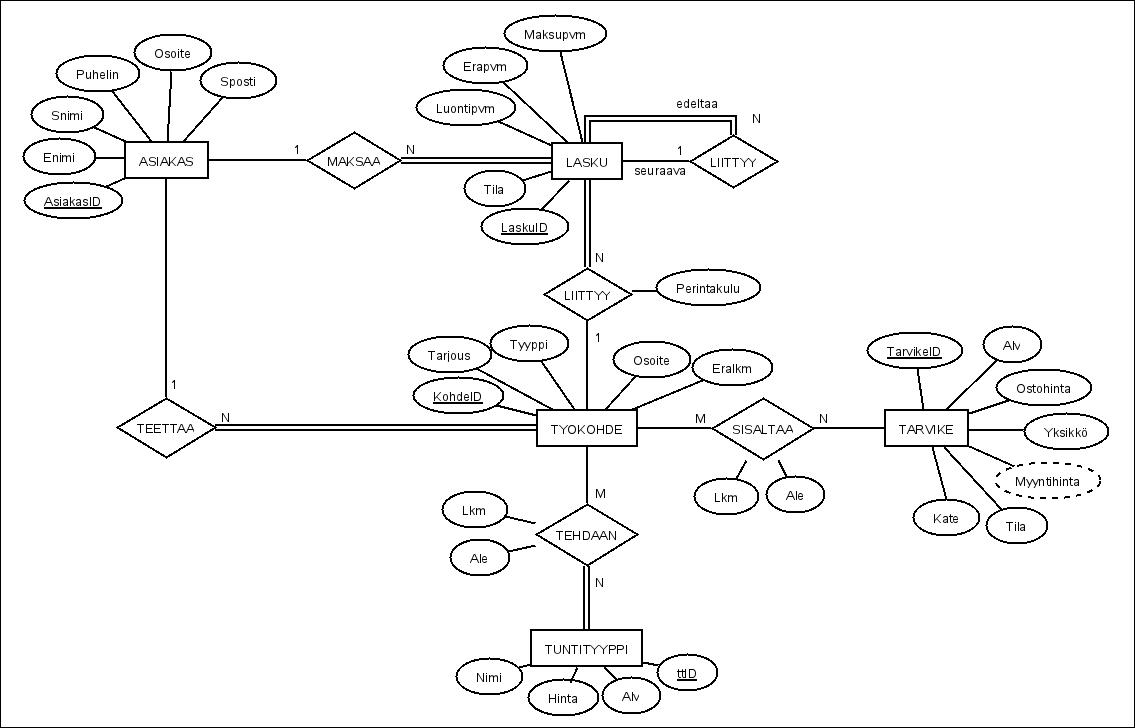 Maksupvm
Osoite
Erapvm
Puhelin
Sposti
Luontipvm
edeltaa
Snimi
N
1
N
1
Enimi
ASIAKAS
MAKSAA
LASKU
LIITTYY
seuraava
Tila
AsiakasID
LaskuID
N
LIITTYY
Perintakulu
1
Tyyppi
Alv
Tarjous
Osoite
TarvikeID
Eralkm
1
KohdeID
Ostohinta
N
M
N
TEETTAA
TYOKOHDE
SISALTAA
TARVIKE
Yksikkö
Myyntihinta
Lkm
Ale
M
Lkm
Kate
Tila
TEHDAAN
Ale
N
TUNTITYYPPI
Nimi
ttID
Hinta
Alv